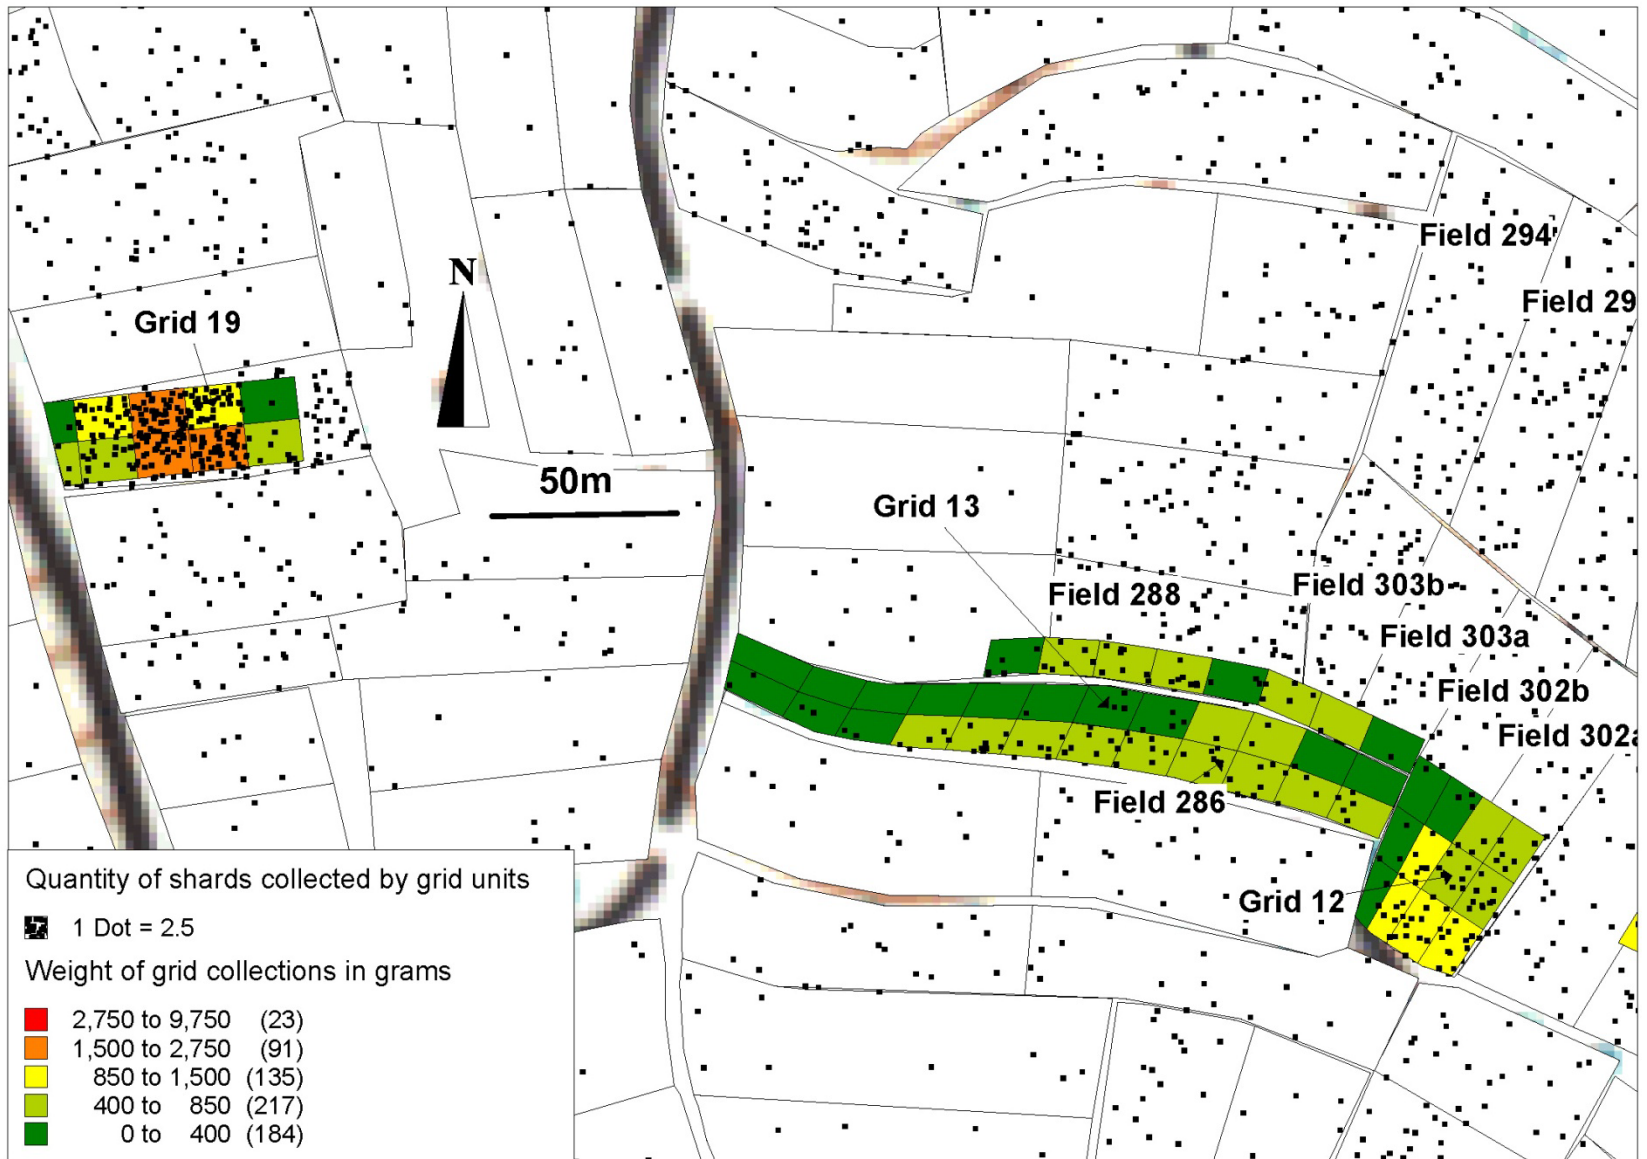 Field 294
N
Field 29
Grid 19
50m
Grid 13
Field 288
Field 303b
Field 303a
Field 302b
Field 302a
Field 286
Grid 12
Quantity of shards collected by grid units
1 Dot = 2.5
Weight of grid collections in grams
2,750 to 9,750 (23)
1,500 to 2,750 (91)
850 to 1,500 (135)
400 to 850 (217)
0 to 400 (184)